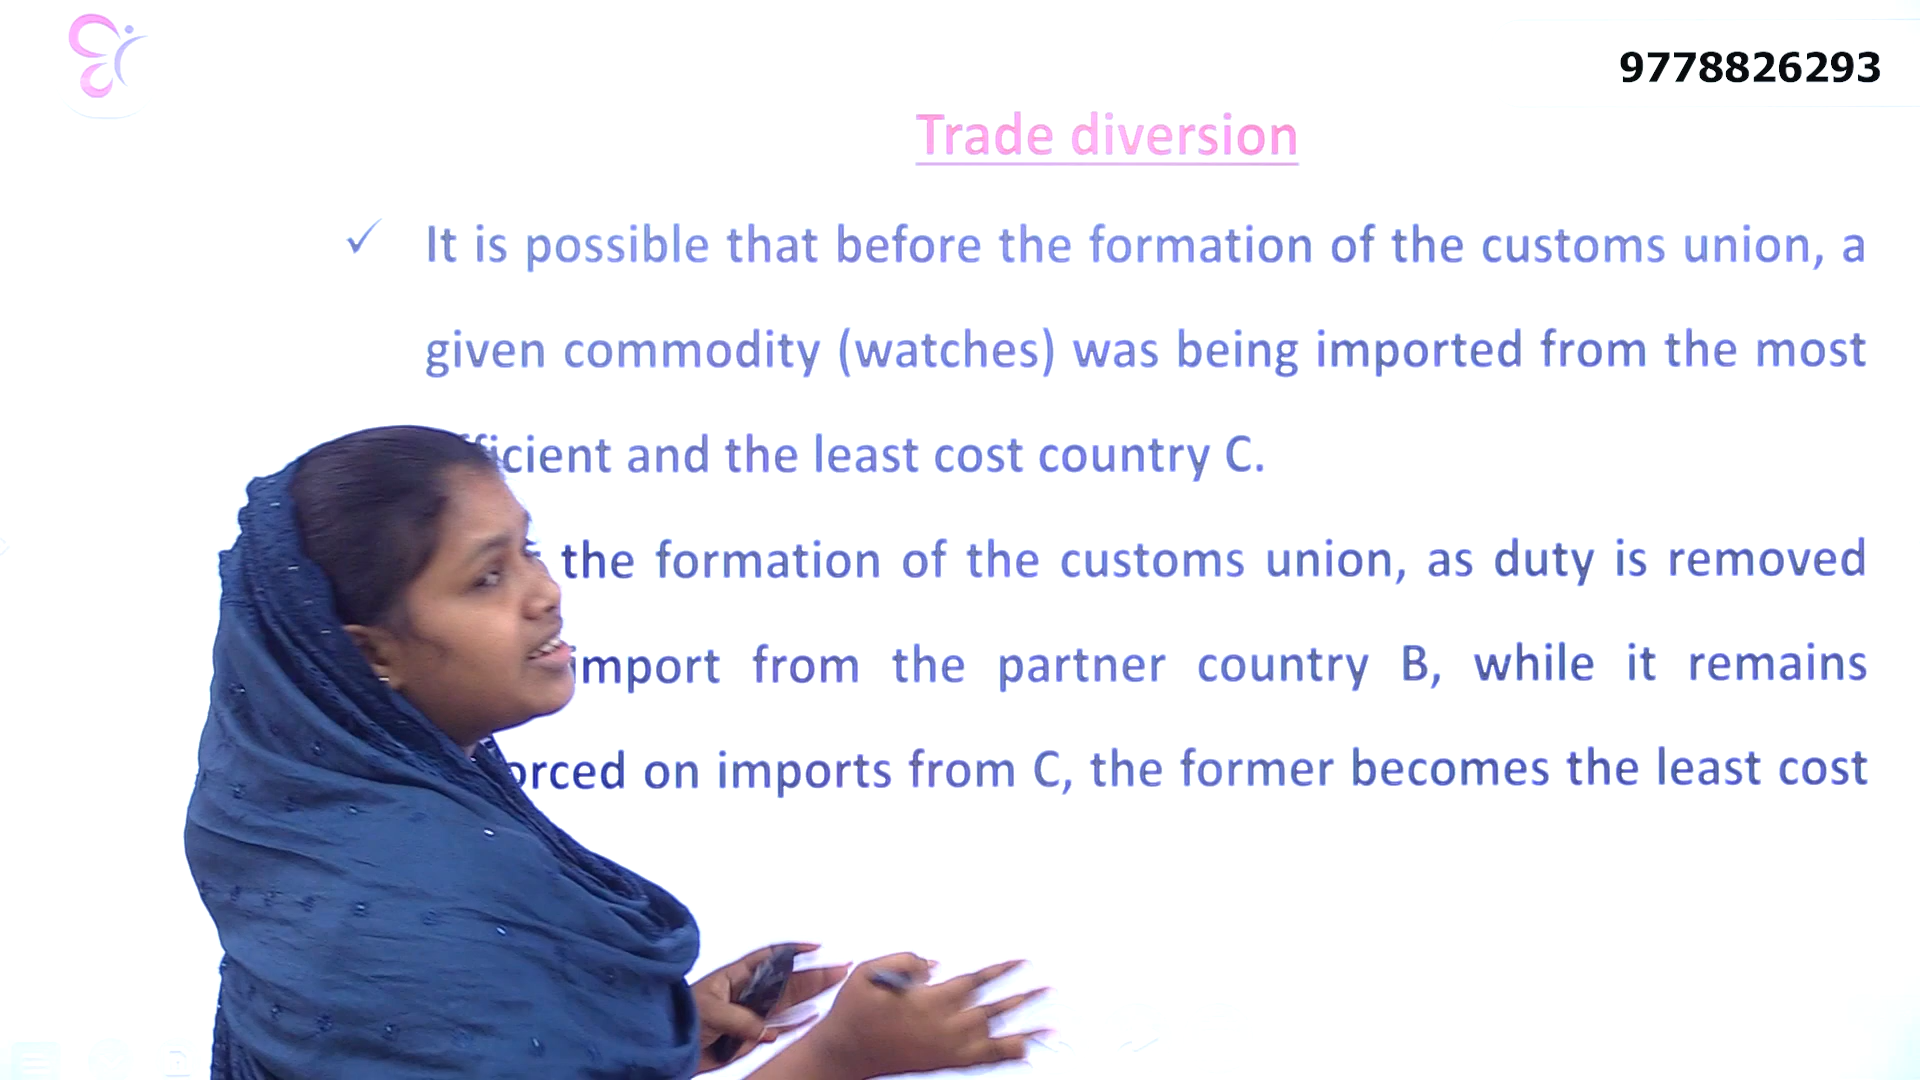 9778826293
Trade diversion
✓ It is possible that before the formation of the customs union, a
given commodity (watches) was being imported from the most
and the least cost country C.
the formation of the customs union, as duty is removed
import from the partner country B, while it remains
on imports from C, the former becomes the least cost